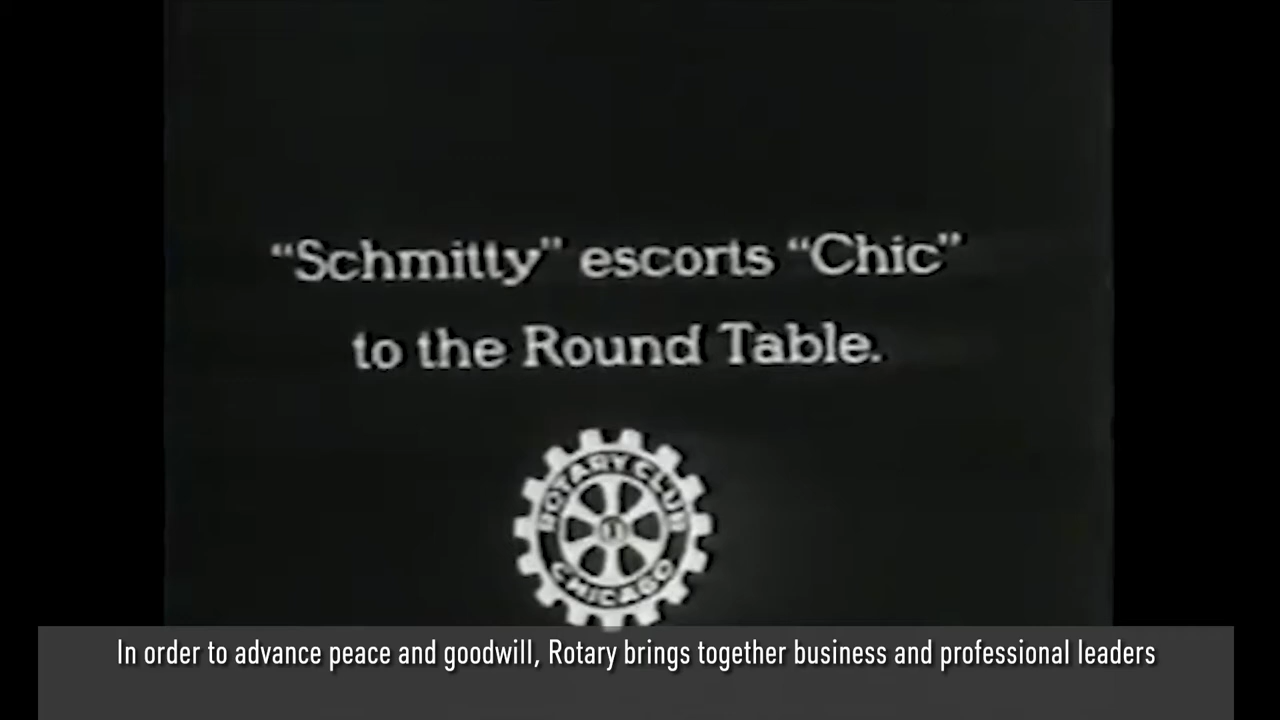 “Schmitty” escorts “Chic”
to the Round Table.
ROTARY CLUB
1
CHICAGO
In order to advance peace and goodwill, Rotary brings together business and professional leaders